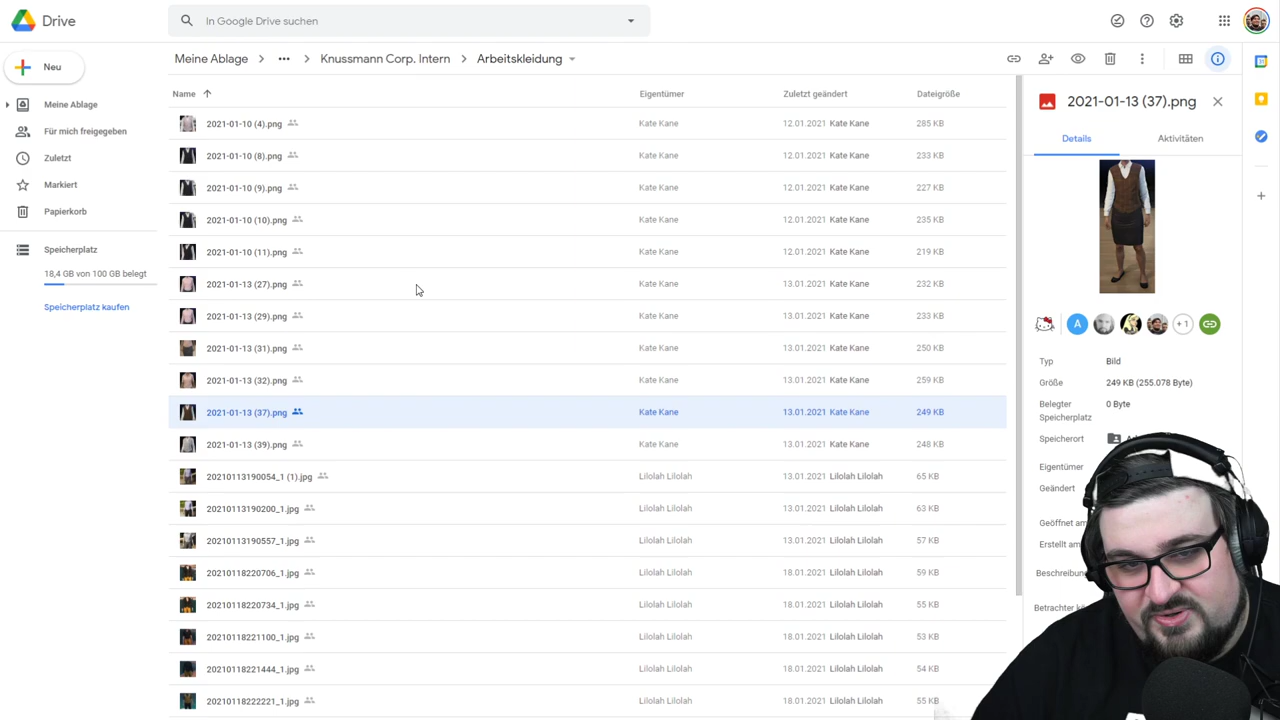 Drive
In Google Drive suchen
Neu
Meine Ablage
Für mich freigegeben
Zuletzt
Markiert
Papierkorb
Speicherplatz
18,4 GB von 100 GB belegt
Speicherplatz kaufen
Meine Ablage > ••• > Knussmann Corp. Intern > Arbeitskleidung
Name Eigentümer Zuletzt geändert Dateigröße
2021-01-10 (4).png Kate Kane 12.01.2021 Kate Kane 285 KB
2021-01-10 (8).png Kate Kane 12.01.2021 Kate Kane 233 KB
2021-01-10 (9).png Kate Kane 12.01.2021 Kate Kane 227 KB
2021-01-10 (10).png Kate Kane 12.01.2021 Kate Kane 235 KB
2021-01-10 (11).png Kate Kane 12.01.2021 Kate Kane 219 KB
2021-01-13 (27).png Kate Kane 13.01.2021 Kate Kane 232 KB
2021-01-13 (29).png Kate Kane 13.01.2021 Kate Kane 233 KB
2021-01-13 (31).png Kate Kane 13.01.2021 Kate Kane 250 KB
2021-01-13 (32).png Kate Kane 13.01.2021 Kate Kane 259 KB
2021-01-13 (37).png Kate Kane 13.01.2021 Kate Kane 249 KB
2021-01-13 (39).png Kate Kane 13.01.2021 Kate Kane 248 KB
20210113190054_1 (1).jpg Lilolah Lilolah 13.01.2021 Lilolah Lilolah 65 KB
20210113190200_1.jpg Lilolah Lilolah 13.01.2021 Lilolah Lilolah 63 KB
20210113190557_1.jpg Lilolah Lilolah 13.01.2021 Lilolah Lilolah 57 KB
20210118220706_1.jpg Lilolah Lilolah 18.01.2021 Lilolah Lilolah 59 KB
20210118220734_1.jpg Lilolah Lilolah 18.01.2021 Lilolah Lilolah 55 KB
20210118221100_1.jpg Lilolah Lilolah 18.01.2021 Lilolah Lilolah 53 KB
20210118221444_1.jpg Lilolah Lilolah 18.01.2021 Lilolah Lilolah 54 KB
20210118222221_1.jpg Lilolah Lilolah 18.01.2021 Lilolah Lilolah 55 KB
2021-01-13 (37).png
Details Aktivitäten
A + 1
Typ Bild
Größe 249 KB (255.078 Byte)
Belegter 0 Byte
Speicherplatz
Speicherort
Eigentümer
Geändert
Geöffnet am
Erstellt am
Beschreibung
Betrachter